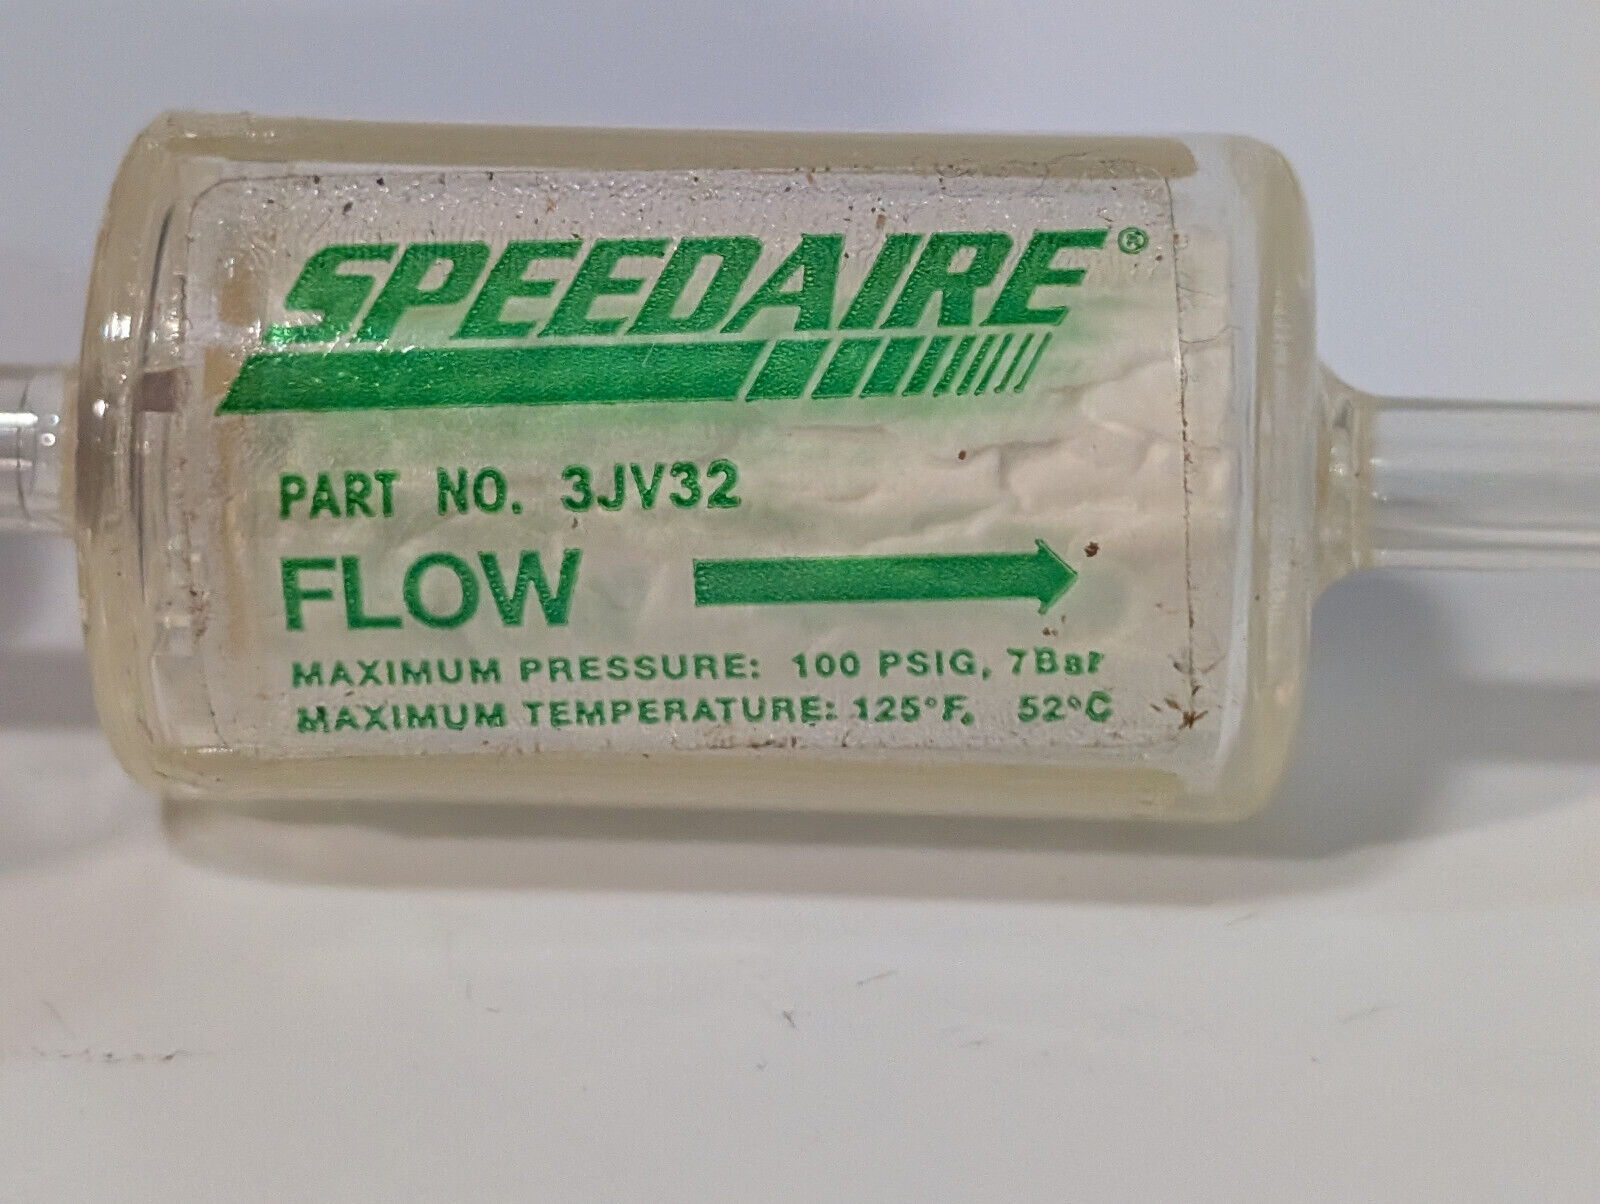 SPEEDAIRE®
PART NO. 3JV32
FLOW
MAXIMUM PRESSURE: 100 PSIG, 7Bar
MAXIMUM TEMPERATURE: 125°F. 52°C